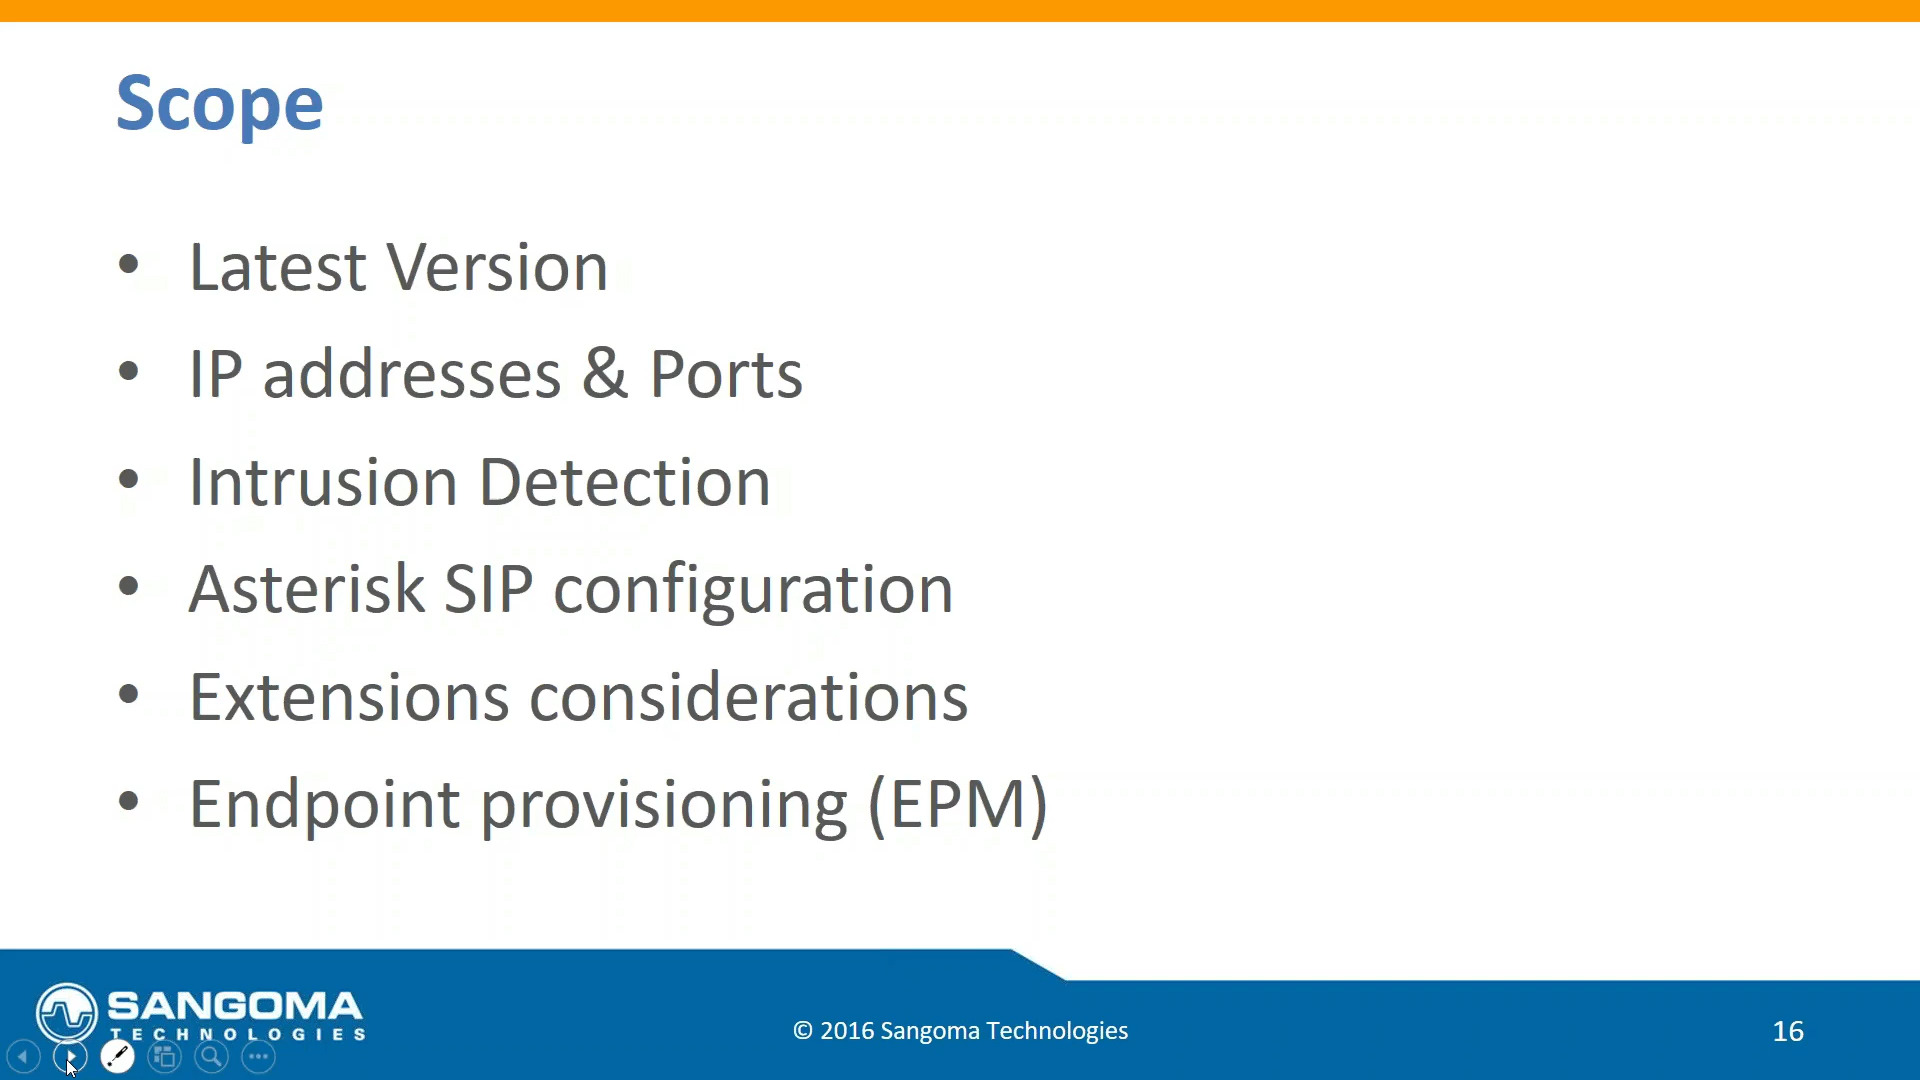 Scope
• Latest Version
• IP addresses & Ports
• Intrusion Detection
• Asterisk SIP configuration
• Extensions considerations
• Endpoint provisioning (EPM)
SANGOMA
TECHNOLOGIES
© 2016 Sangoma Technologies
16